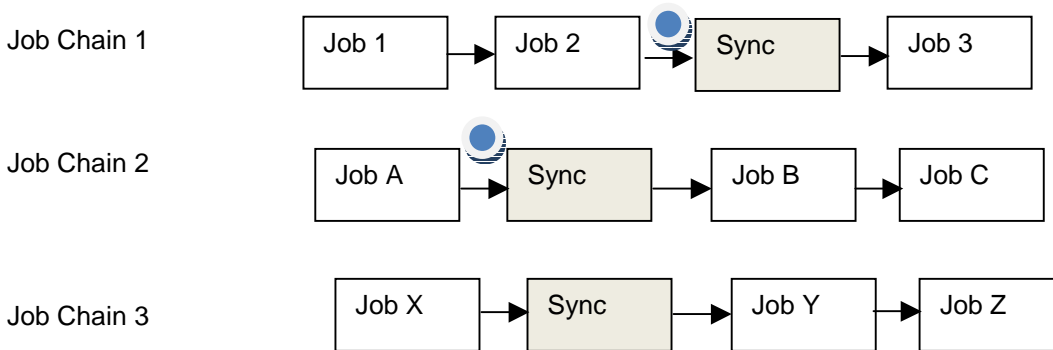 Job Chain 1
Job 1
Job 2
Sync
Job 3
Job Chain 2
Job A
Sync
Job B
Job C
Job Chain 3
Job X
Sync
Job Y
Job Z